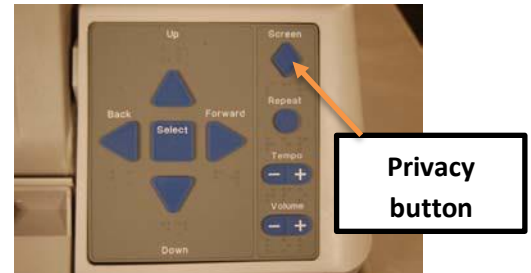 Up
Screen
Repeat
Back
Forward
Select
Tempo
- +
Volume
- +
Down
Privacy
button